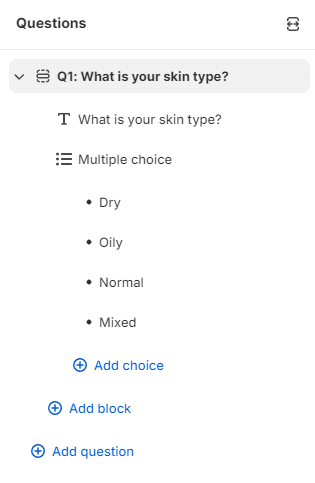 Questions
Q1: What is your skin type?
What is your skin type?
Multiple choice
Dry
Oily
Normal
Mixed
Add choice
Add block
Add question